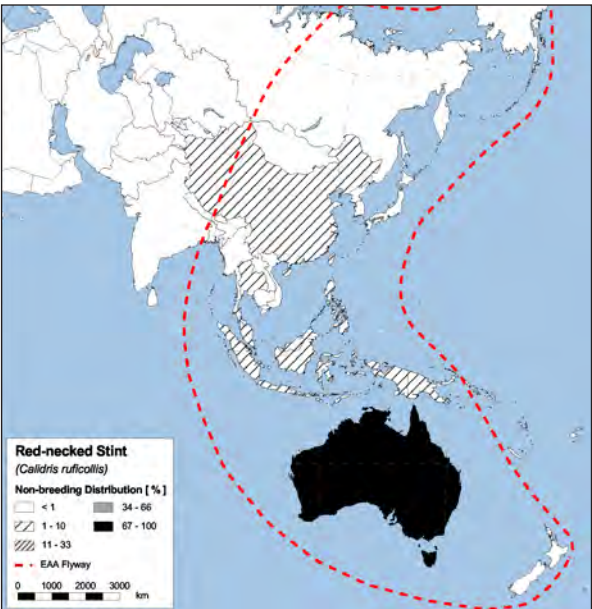 Red-necked Stint
(Calidris ruficollis)
Non-breeding Distribution [ % ]
< 1 34 - 66
1 - 10 67 - 100
11 - 33
EAA Flyway
0 1000 2000 3000
km